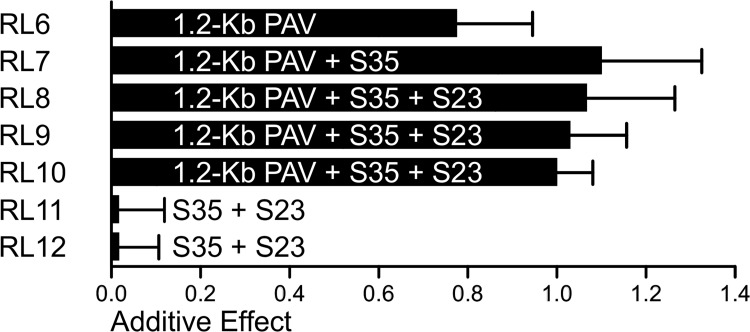 RL6 1.2-Kb PAV
RL7 1.2-Kb PAV + S35
RL8 1.2-Kb PAV + S35 + S23
RL9 1.2-Kb PAV + S35 + S23
RL10 1.2-Kb PAV + S35 + S23
RL11 S35 + S23
RL12 S35 + S23
0.0 0.2 0.4 0.6 0.8 1.0 1.2 1.4
Additive Effect